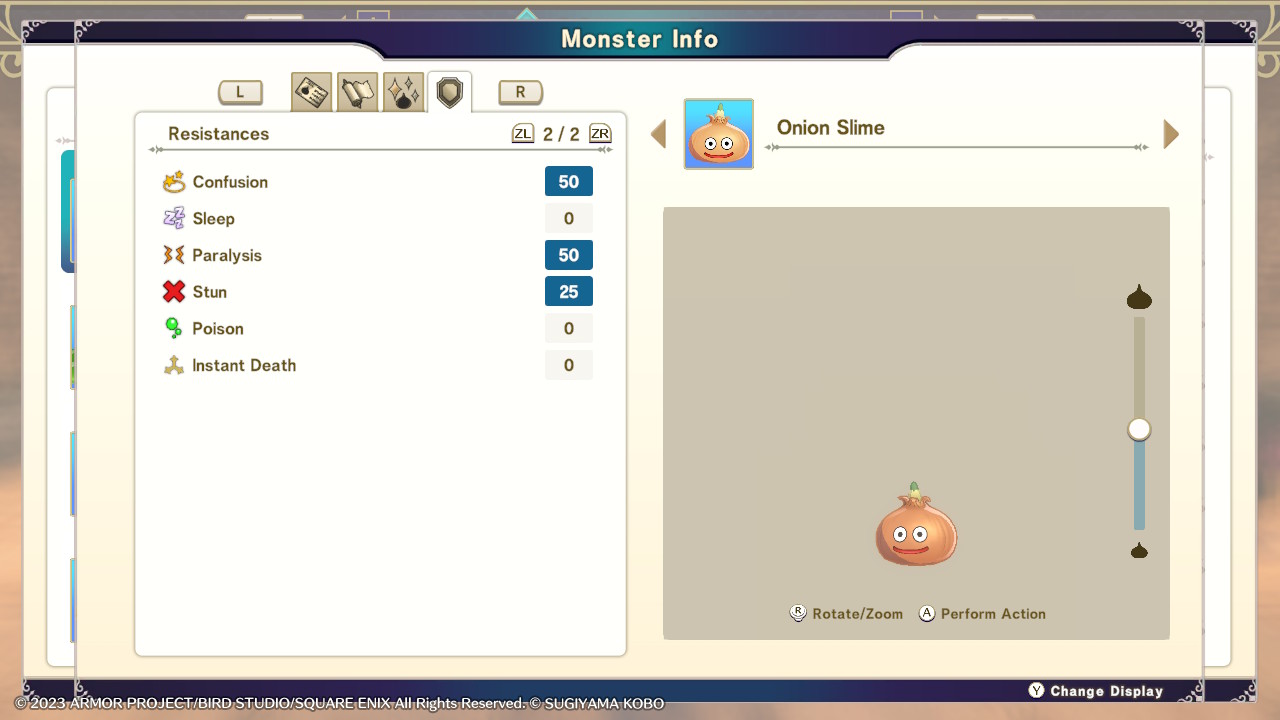 Monster Info
L
R
Resistances
ZL 2 / 2 ZR
Onion Slime
Confusion 50
Sleep 0
Paralysis 50
Stun 25
Poison 0
Instant Death 0
R Rotate/Zoom A Perform Action
Y Change Display
© 2023 ARMOR PROJECT/BIRD STUDIO/SQUARE ENIX All Rights Reserved. © SUGIYAMA KOBO